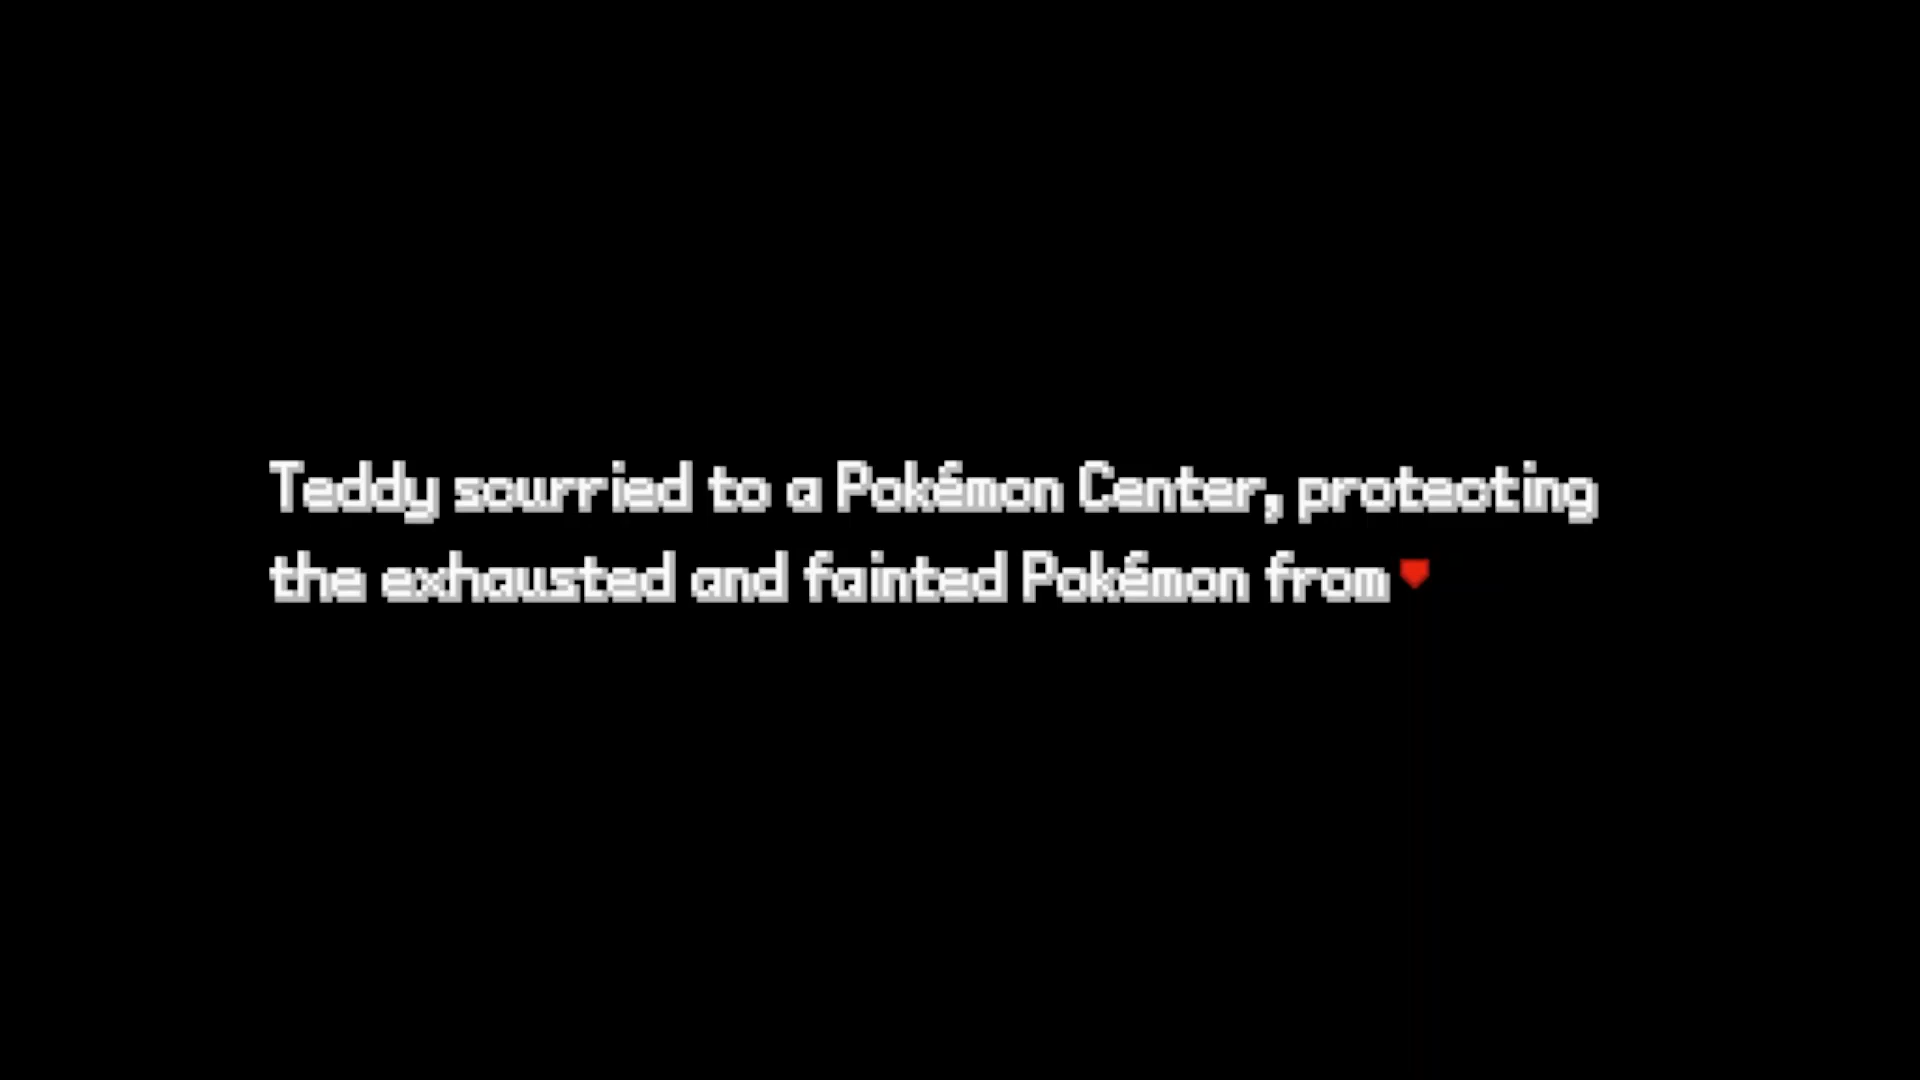 Teddy scurried to a Pokémon Center, protecting
the exhausted and fainted Pokémon from